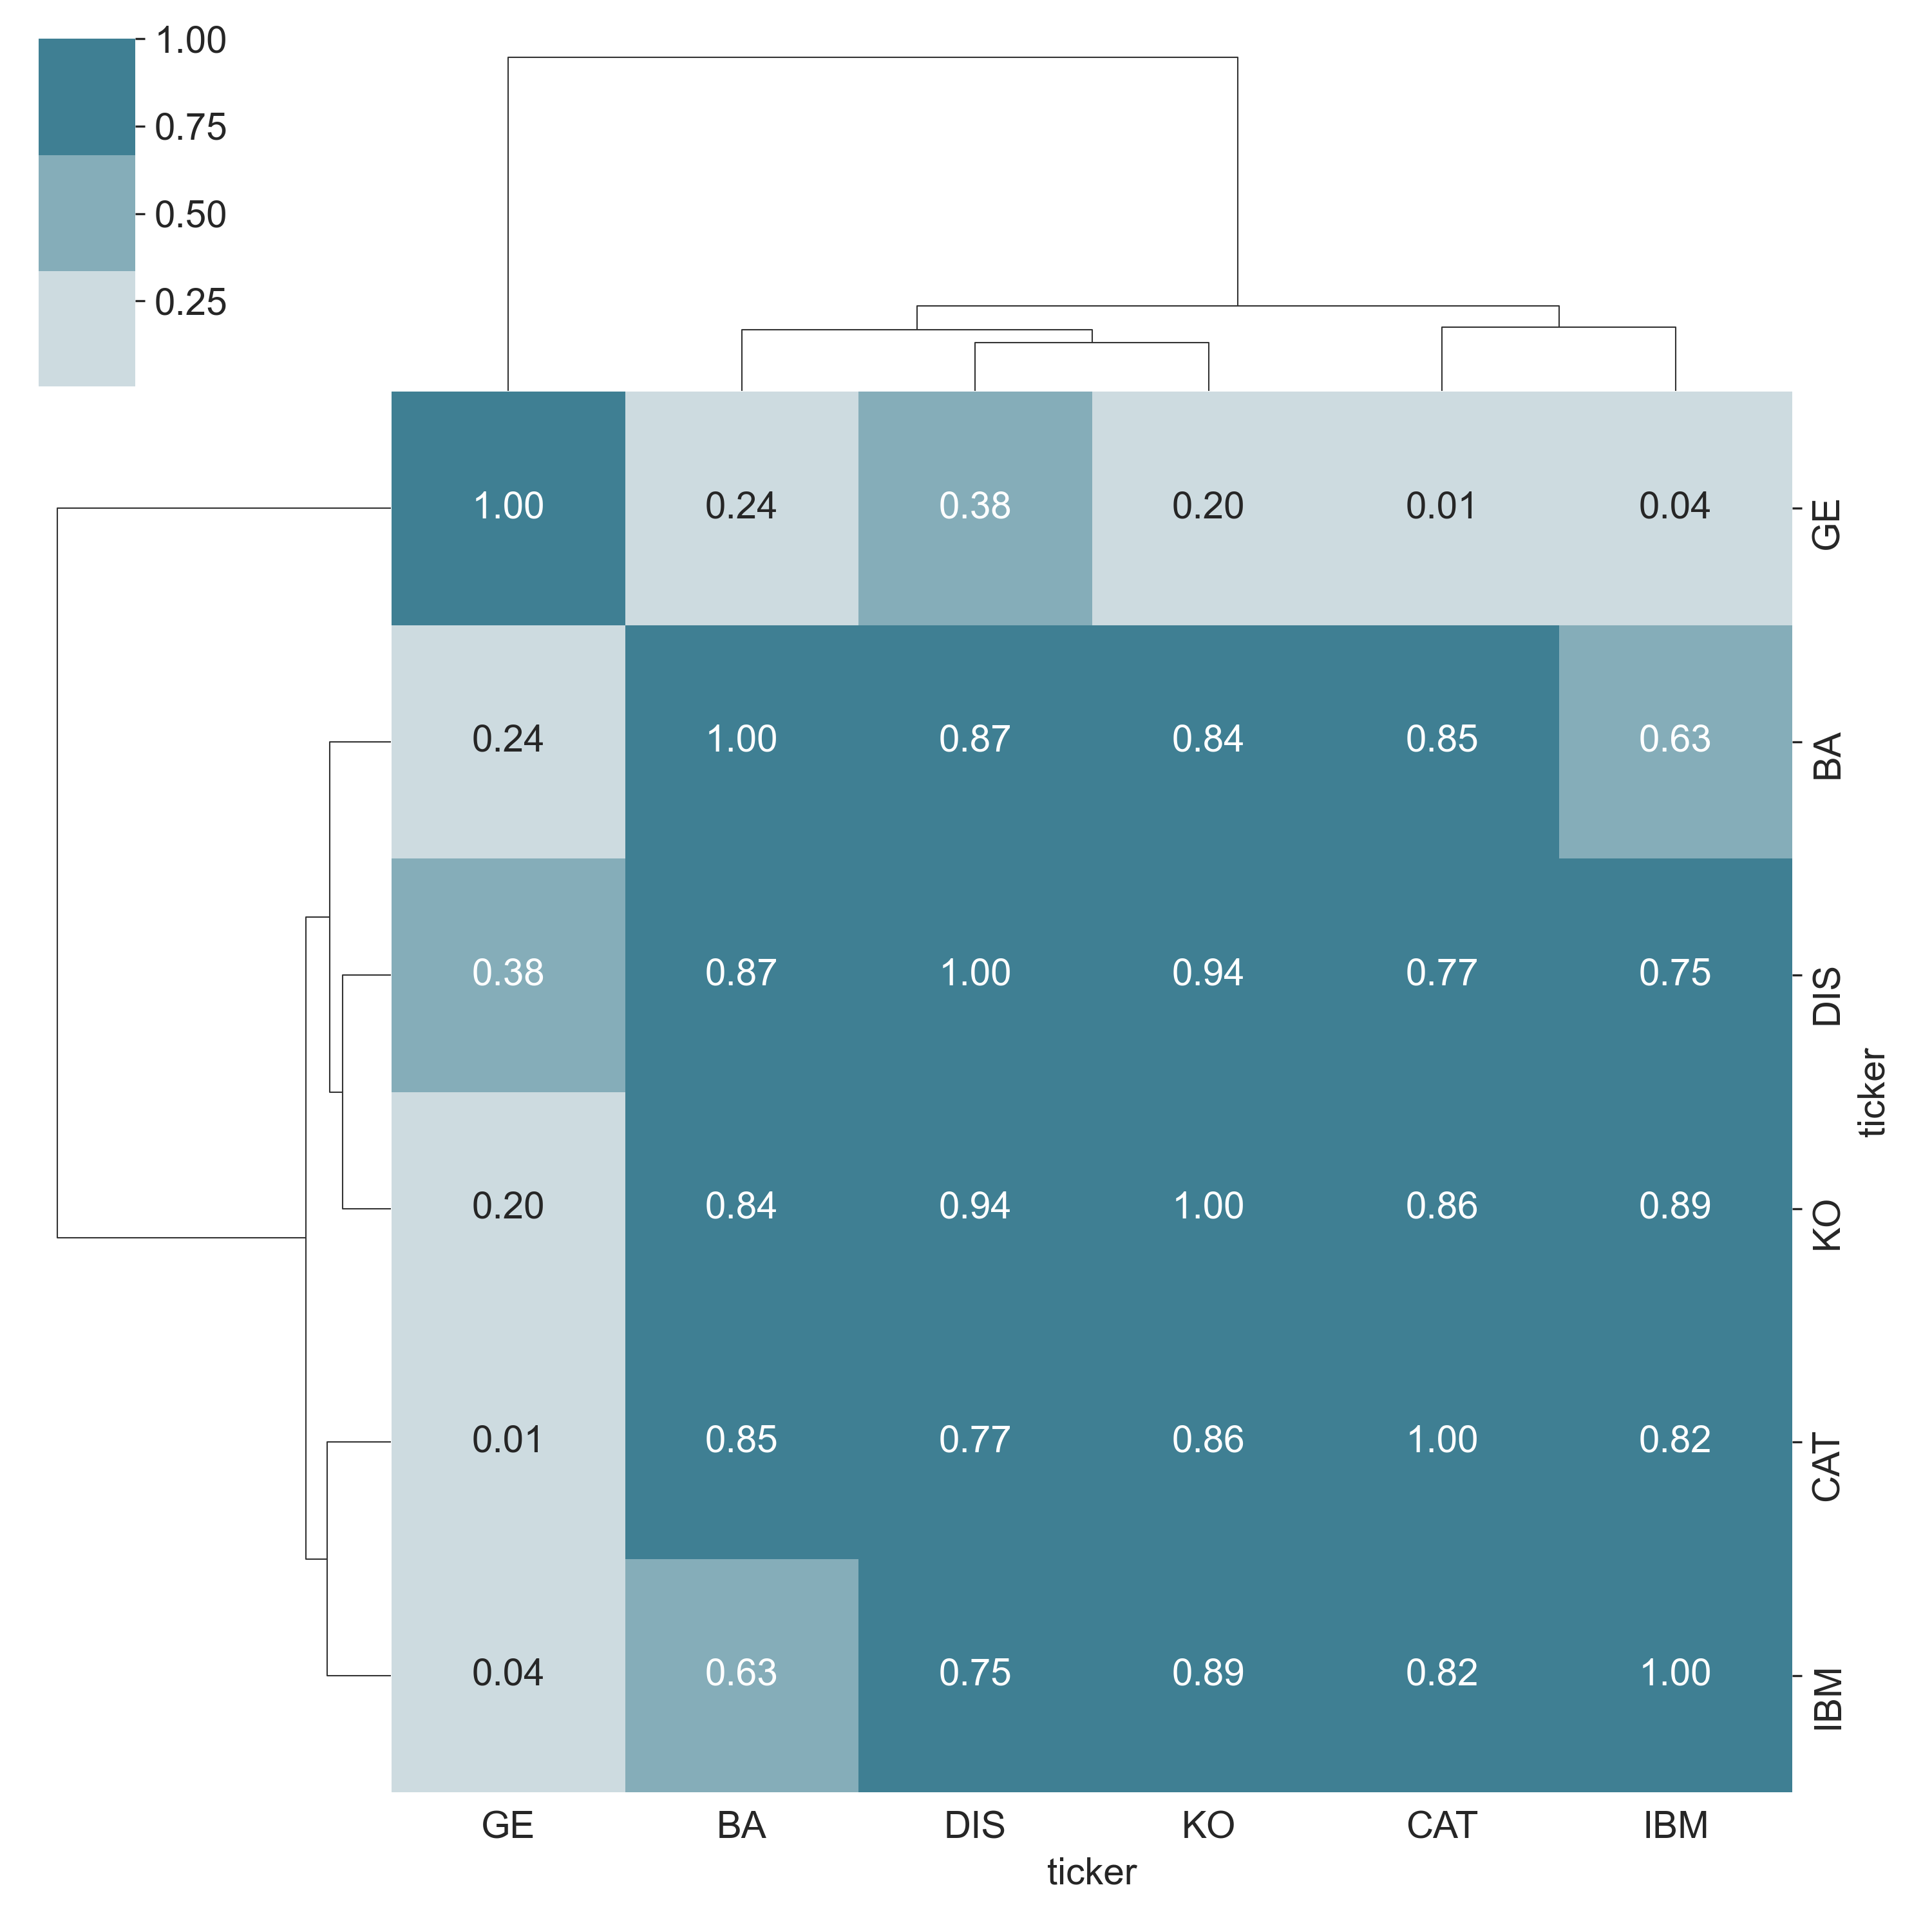 1.00
0.75
0.50
0.25
1.00 0.24 0.38 0.20 0.01 0.04 GE
0.24 1.00 0.87 0.84 0.85 0.63 BA
0.38 0.87 1.00 0.94 0.77 0.75 DIS
ticker
0.20 0.84 0.94 1.00 0.86 0.89 KO
0.01 0.85 0.77 0.86 1.00 0.82 CAT
0.04 0.63 0.75 0.89 0.82 1.00 IBM
GE BA DIS KO CAT IBM
ticker